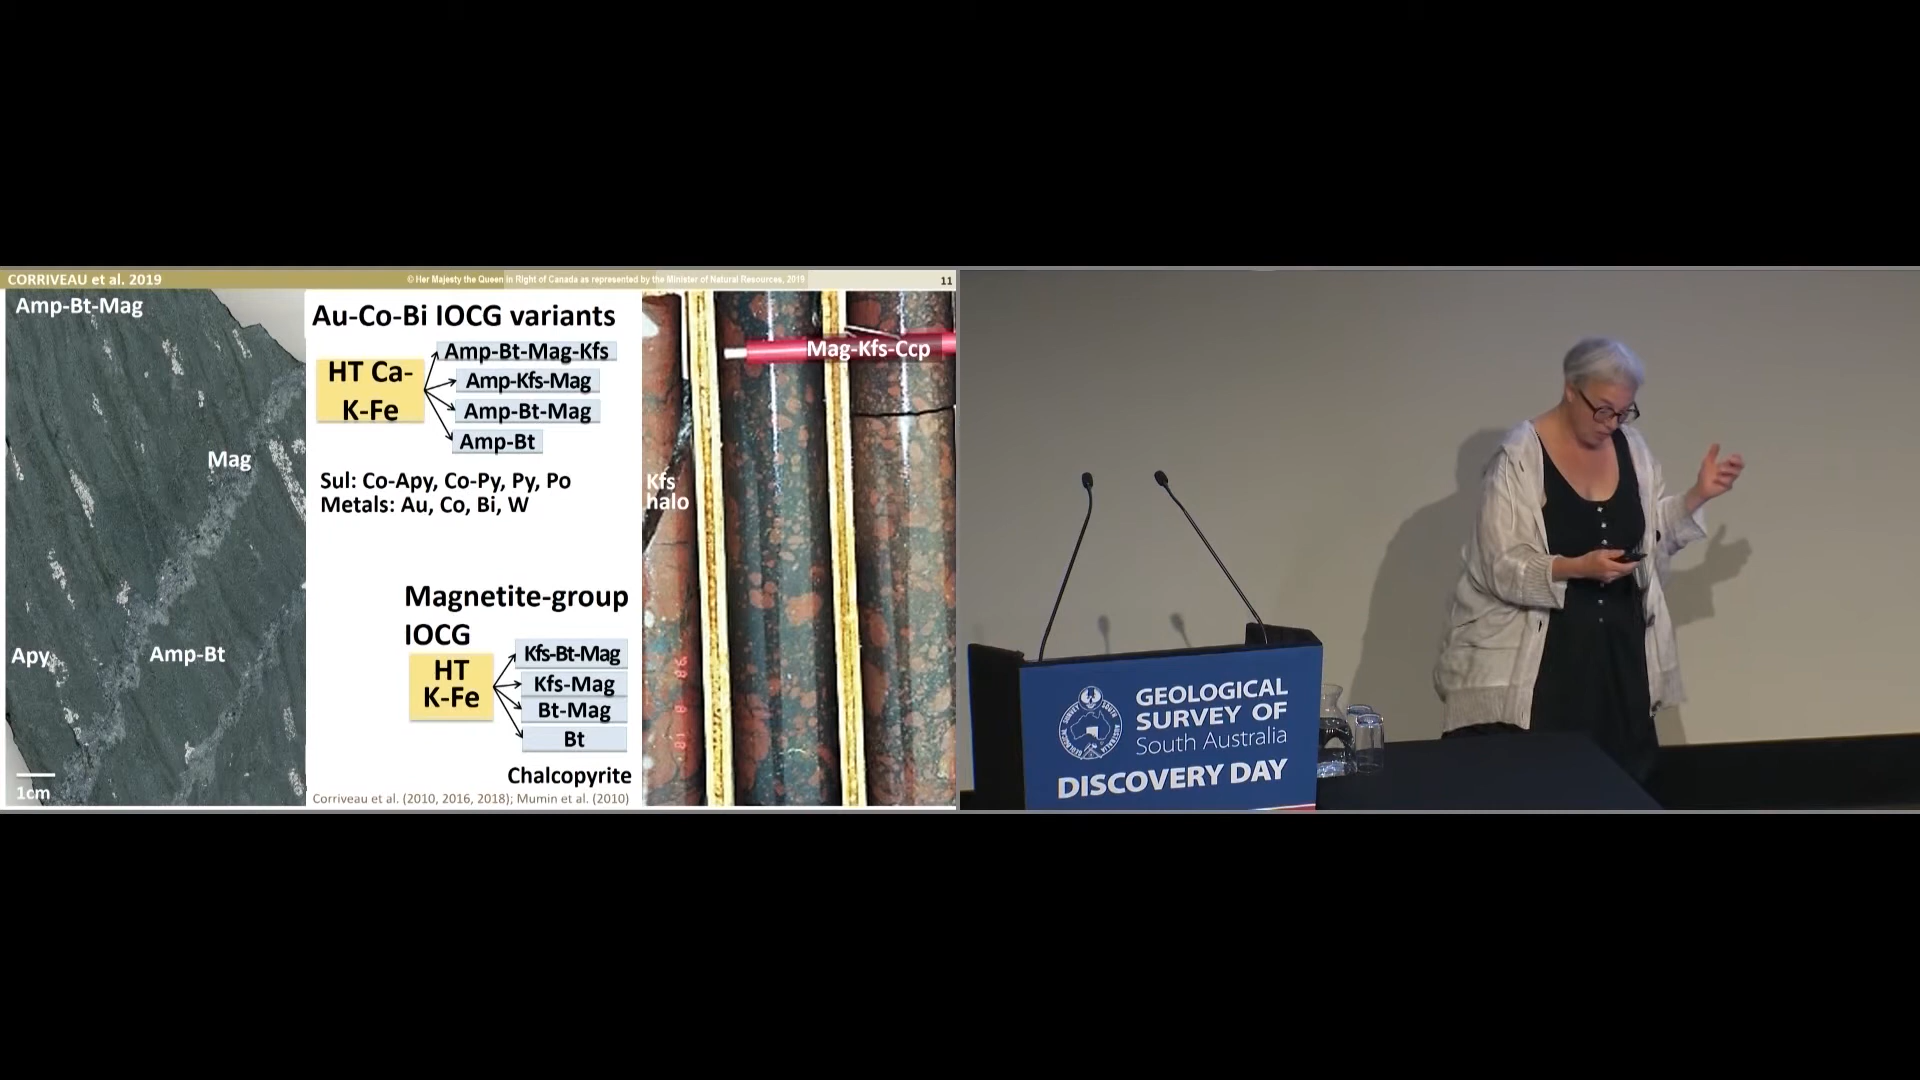 CORRIVEAU et al. 2019
© Her Majesty the Queen in Right of Canada as represented by the Minister of Natural Resources, 2019
11
Amp-Bt-Mag
Mag
Apy
Amp-Bt
1cm
Au-Co-Bi IOCG variants
HT Ca-
K-Fe
Amp-Bt-Mag-Kfs
Amp-Kfs-Mag
Amp-Bt-Mag
Amp-Bt
Sul: Co-Apy, Co-Py, Py, Po
Metals: Au, Co, Bi, W
Magnetite-group
IOCG
HT
K-Fe
Kfs-Bt-Mag
Kfs-Mag
Bt-Mag
Bt
Chalcopyrite
Corriveau et al. (2010, 2016, 2018); Mumin et al. (2010)
Mag-Kfs-Ccp
Kfs
halo
GEOLOGICAL
SURVEY OF
South Australia
DISCOVERY DAY